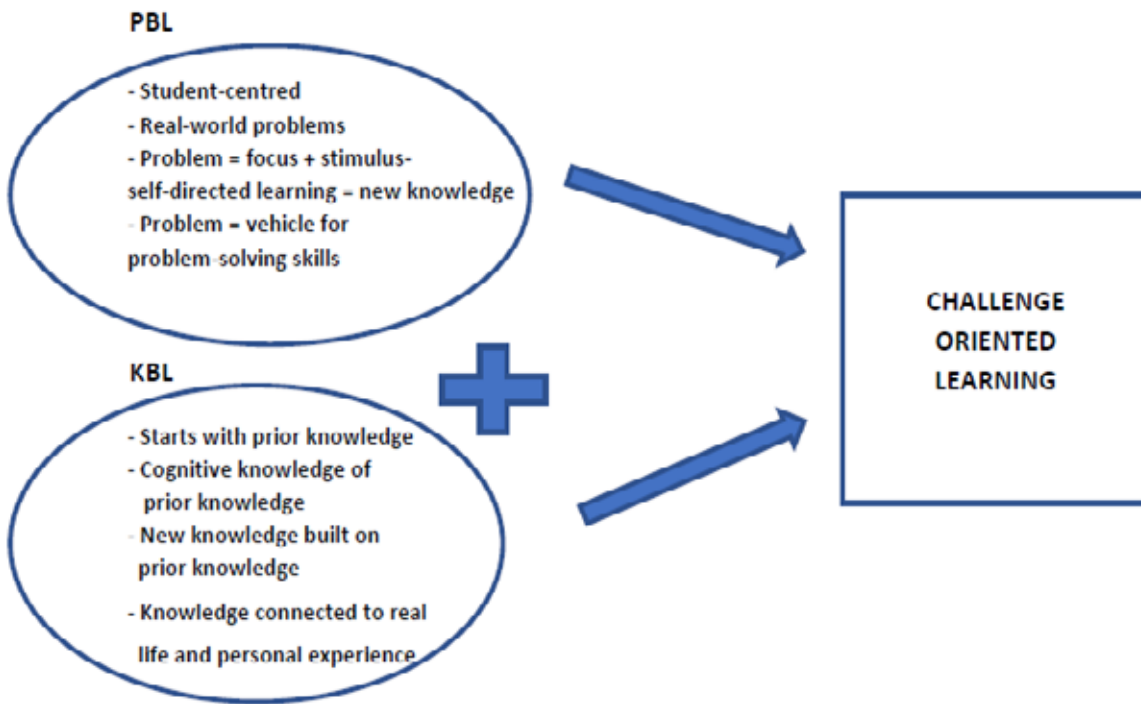 PBL
- Student-centred
- Real-world problems
- Problem = focus + stimulus-
self-directed learning – new knowledge
- Problem = vehicle for
problem-solving skills
KBL
- Starts with prior knowledge
- Cognitive knowledge of
prior knowledge
- New knowledge built on
prior knowledge
- Knowledge connected to real
life and personal experience
CHALLENGE
ORIENTED
LEARNING